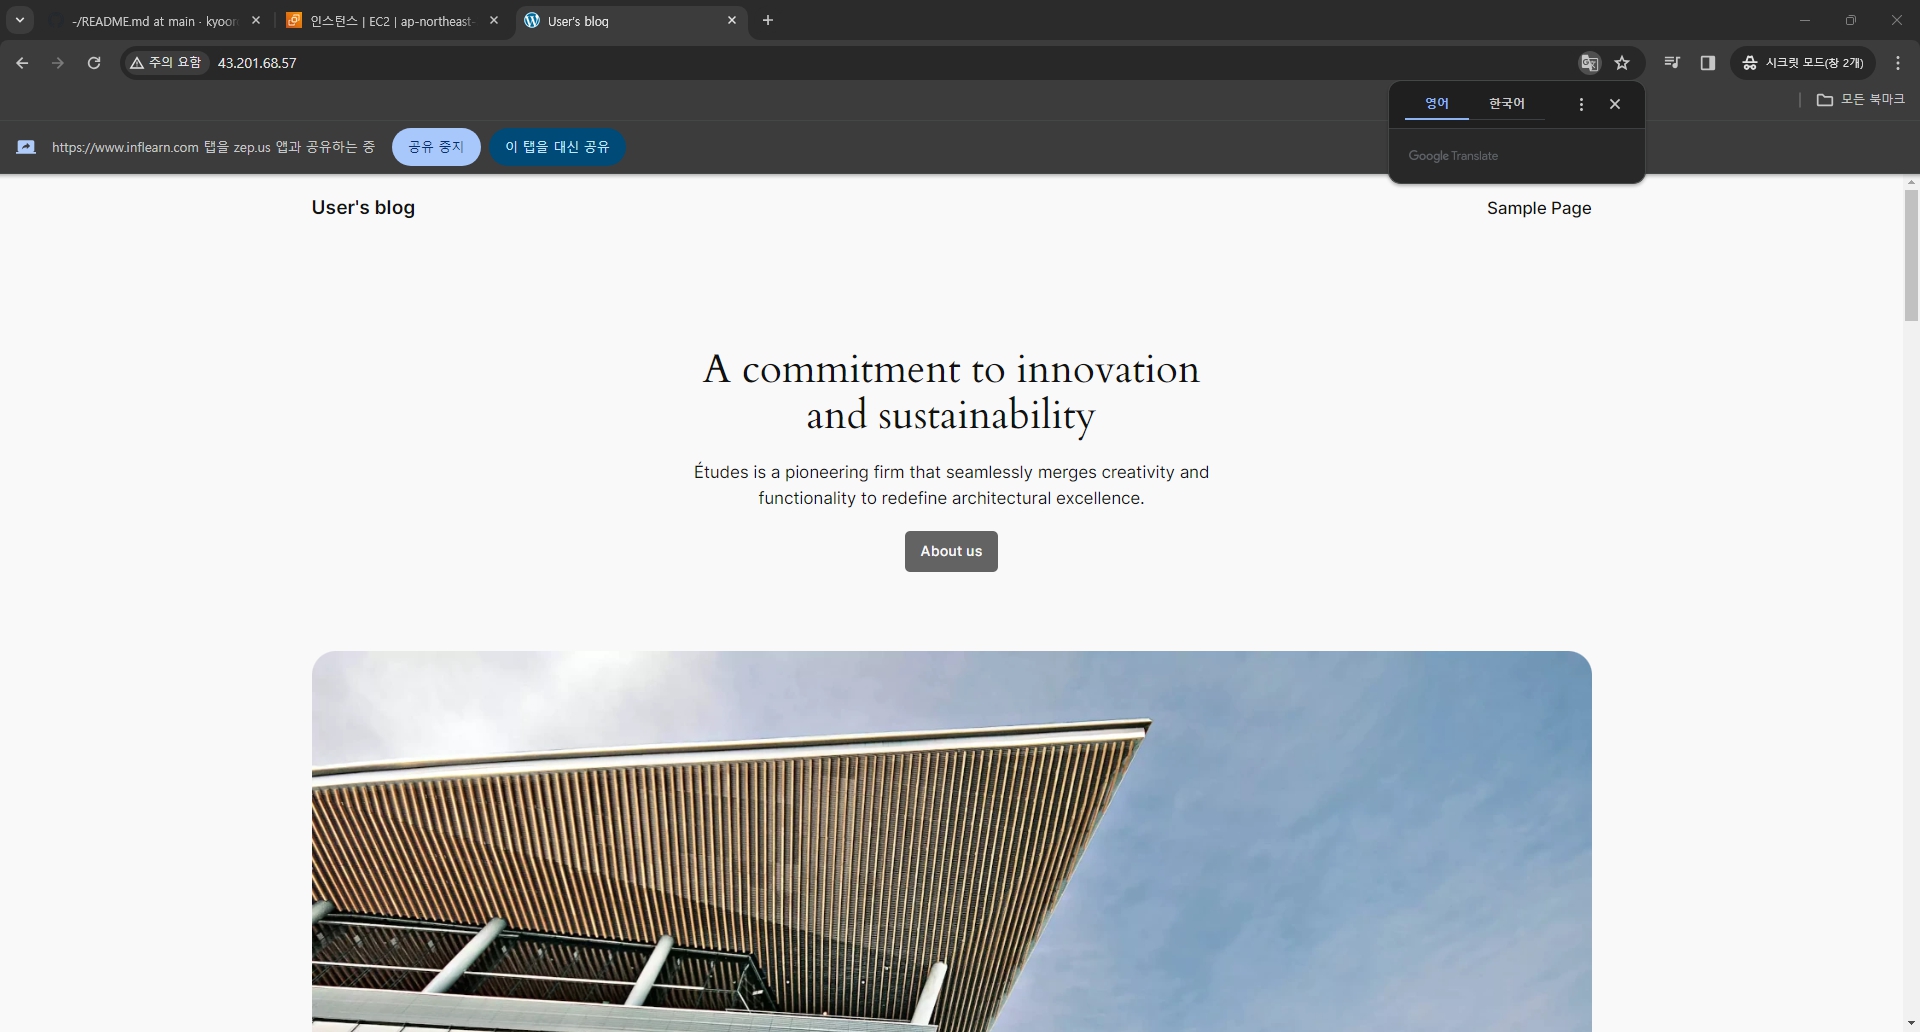 -/README.md at main · kyoor
인스턴스 | EC2 | ap-northeast-
User's blog
주의 요함
43.201.68.57
시크릿 모드(창 2개)
모든 북마크
영어
한국어
Google Translate
https://www.inflearn.com 탭을 zep.us 앱과 공유하는 중
공유 중지
이 탭을 대신 공유
User's blog
Sample Page
A commitment to innovation
and sustainability
Études is a pioneering firm that seamlessly merges creativity and
functionality to redefine architectural excellence.
About us